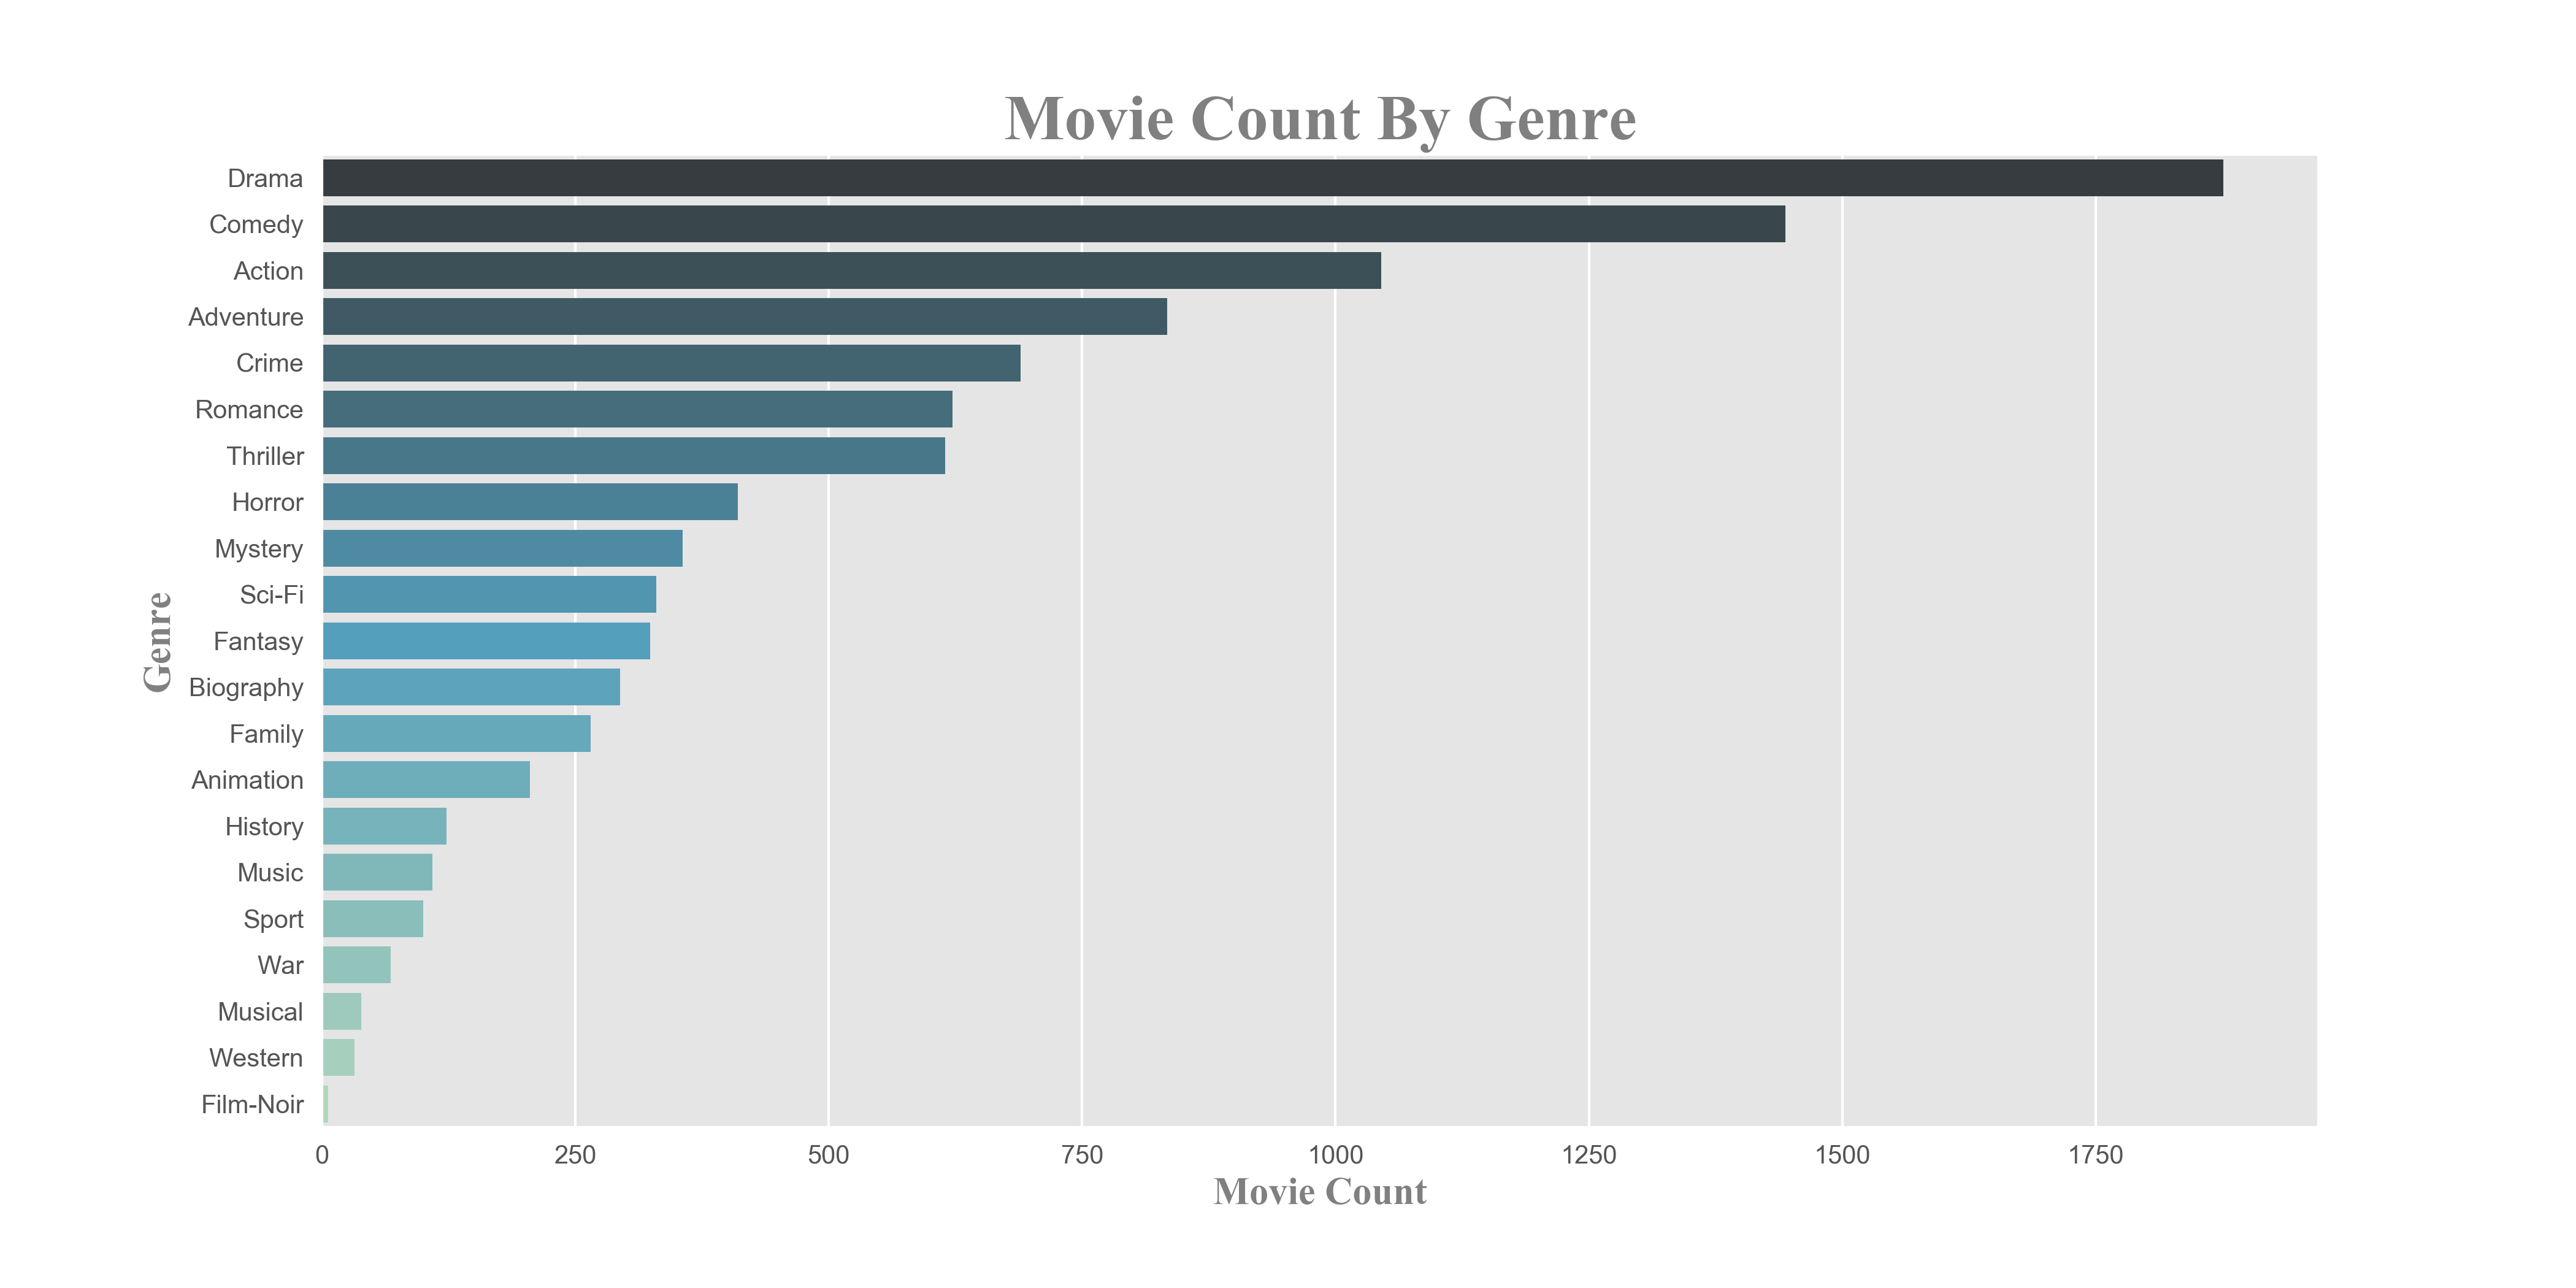 Movie Count By Genre
Genre
Drama
Comedy
Action
Adventure
Crime
Romance
Thriller
Horror
Mystery
Sci-Fi
Fantasy
Biography
Family
Animation
History
Music
Sport
War
Musical
Western
Film-Noir
0 250 500 750 1000 1250 1500 1750
Movie Count